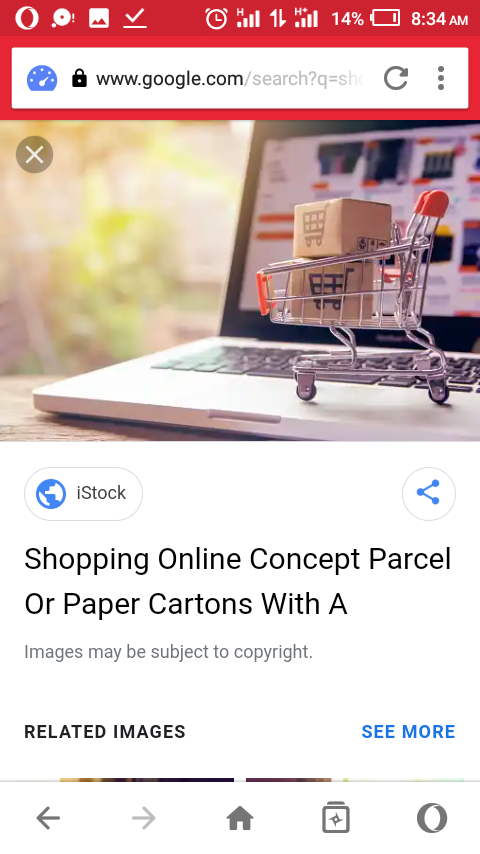 H H+ 14% 8:34 AM
www.google.com/search?q=sho
iStock
Shopping Online Concept Parcel
Or Paper Cartons With A
Images may be subject to copyright.
RELATED IMAGES SEE MORE